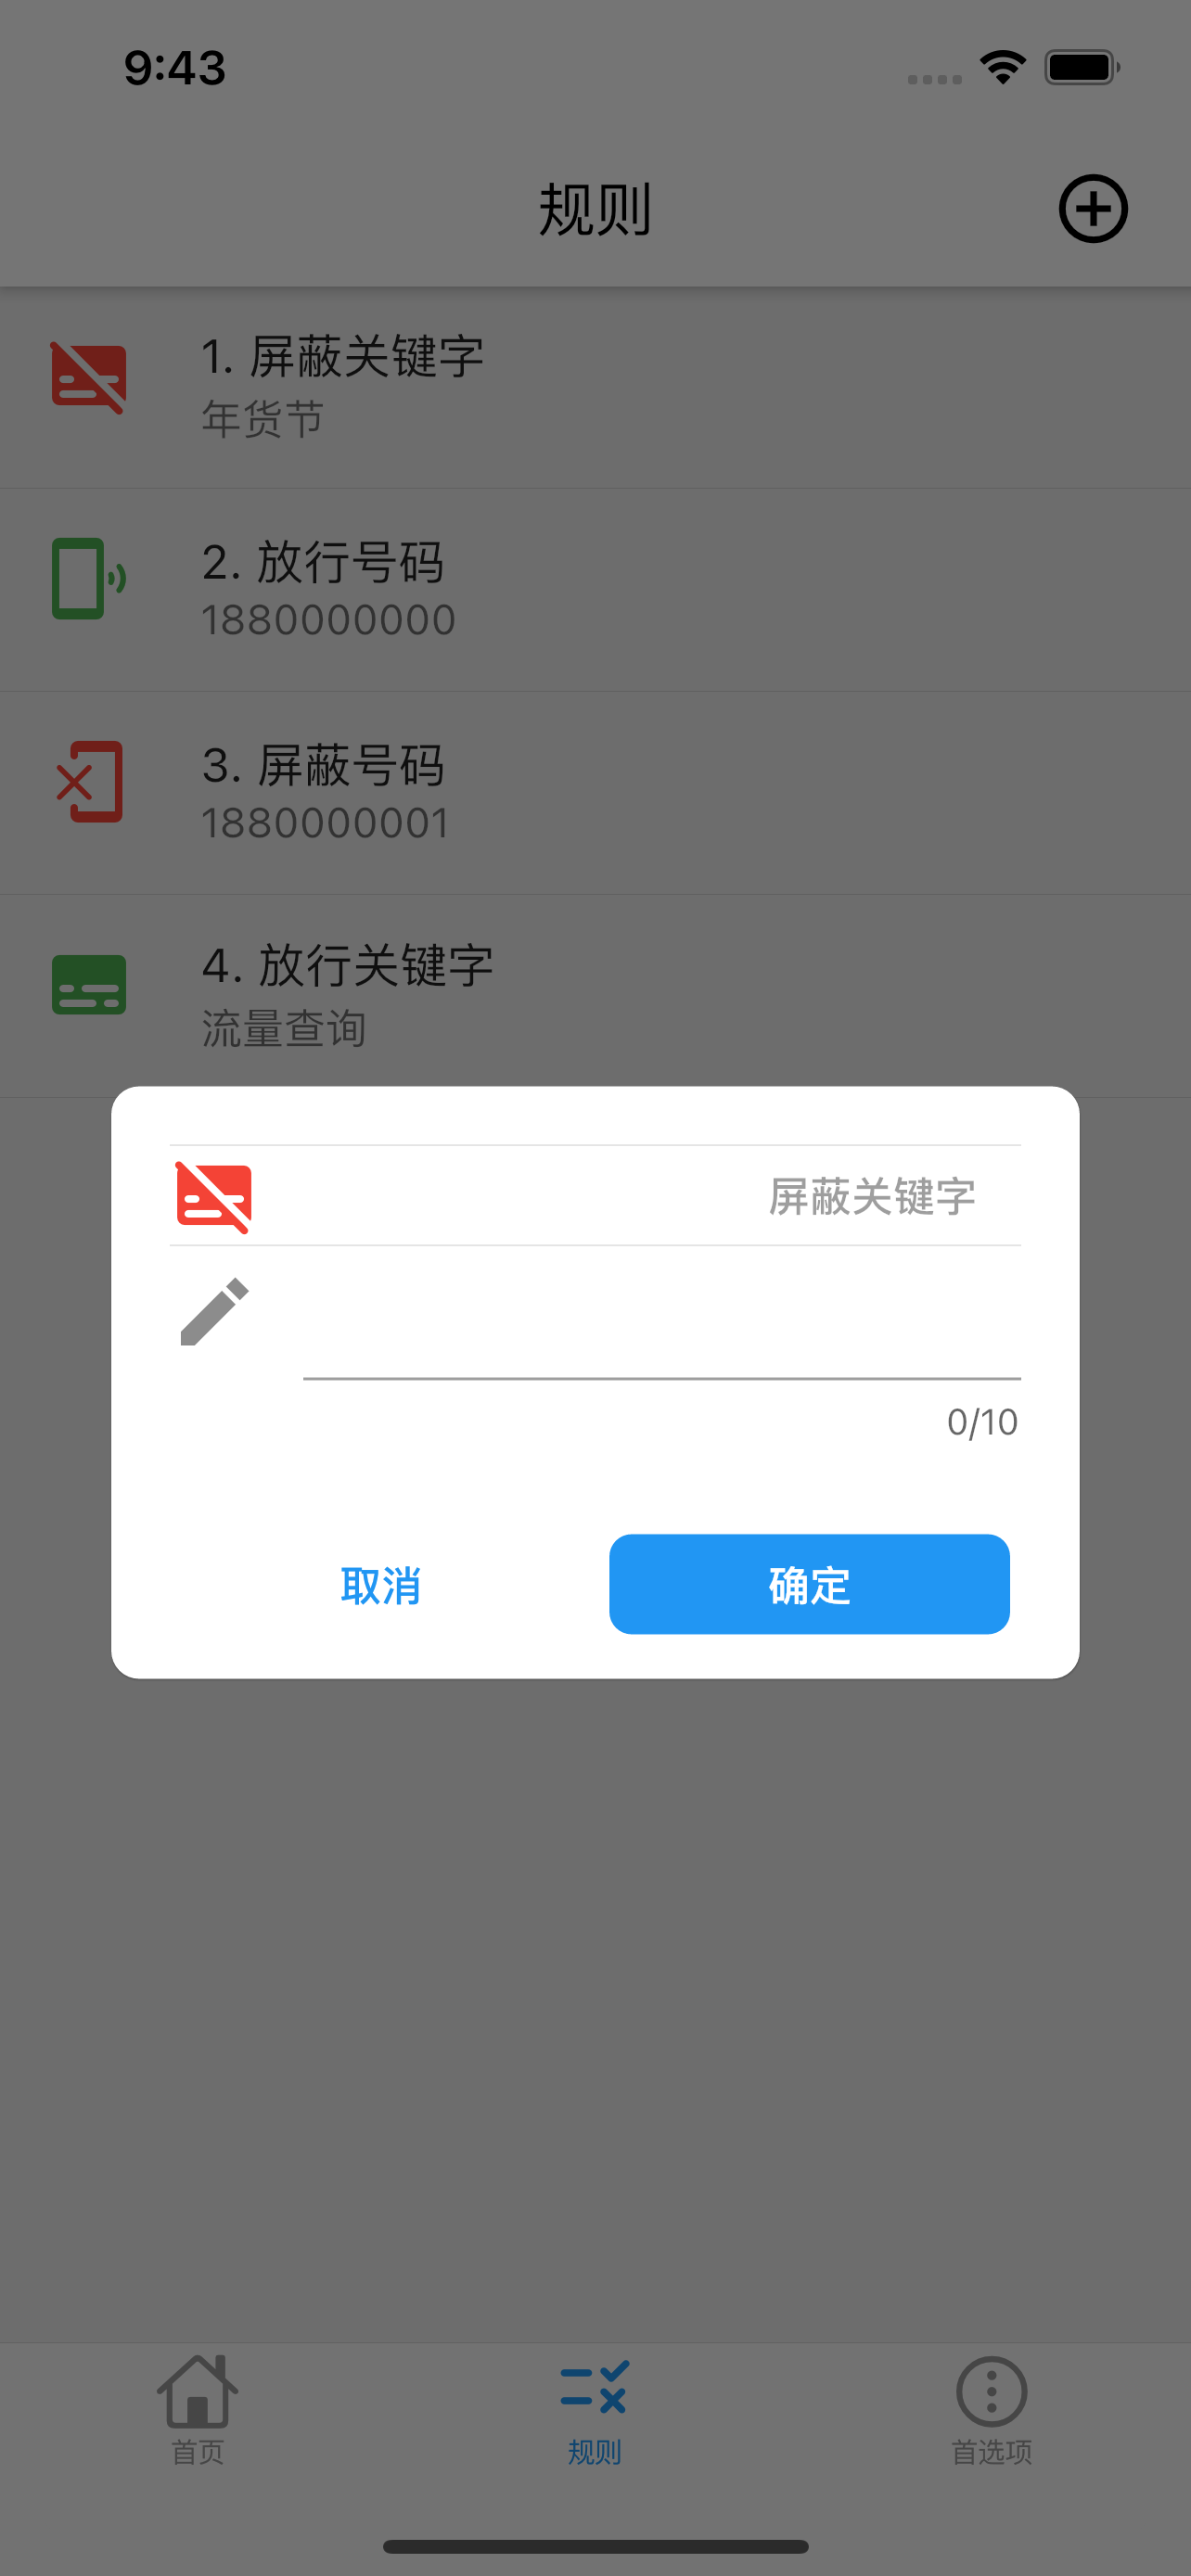 9:43
规则
1. 屏蔽关键字
年货节
2. 放行号码
1880000000
3. 屏蔽号码
1880000001
4. 放行关键字
流量查询
屏蔽关键字
0/10
取消
确定
首页
规则
首选项